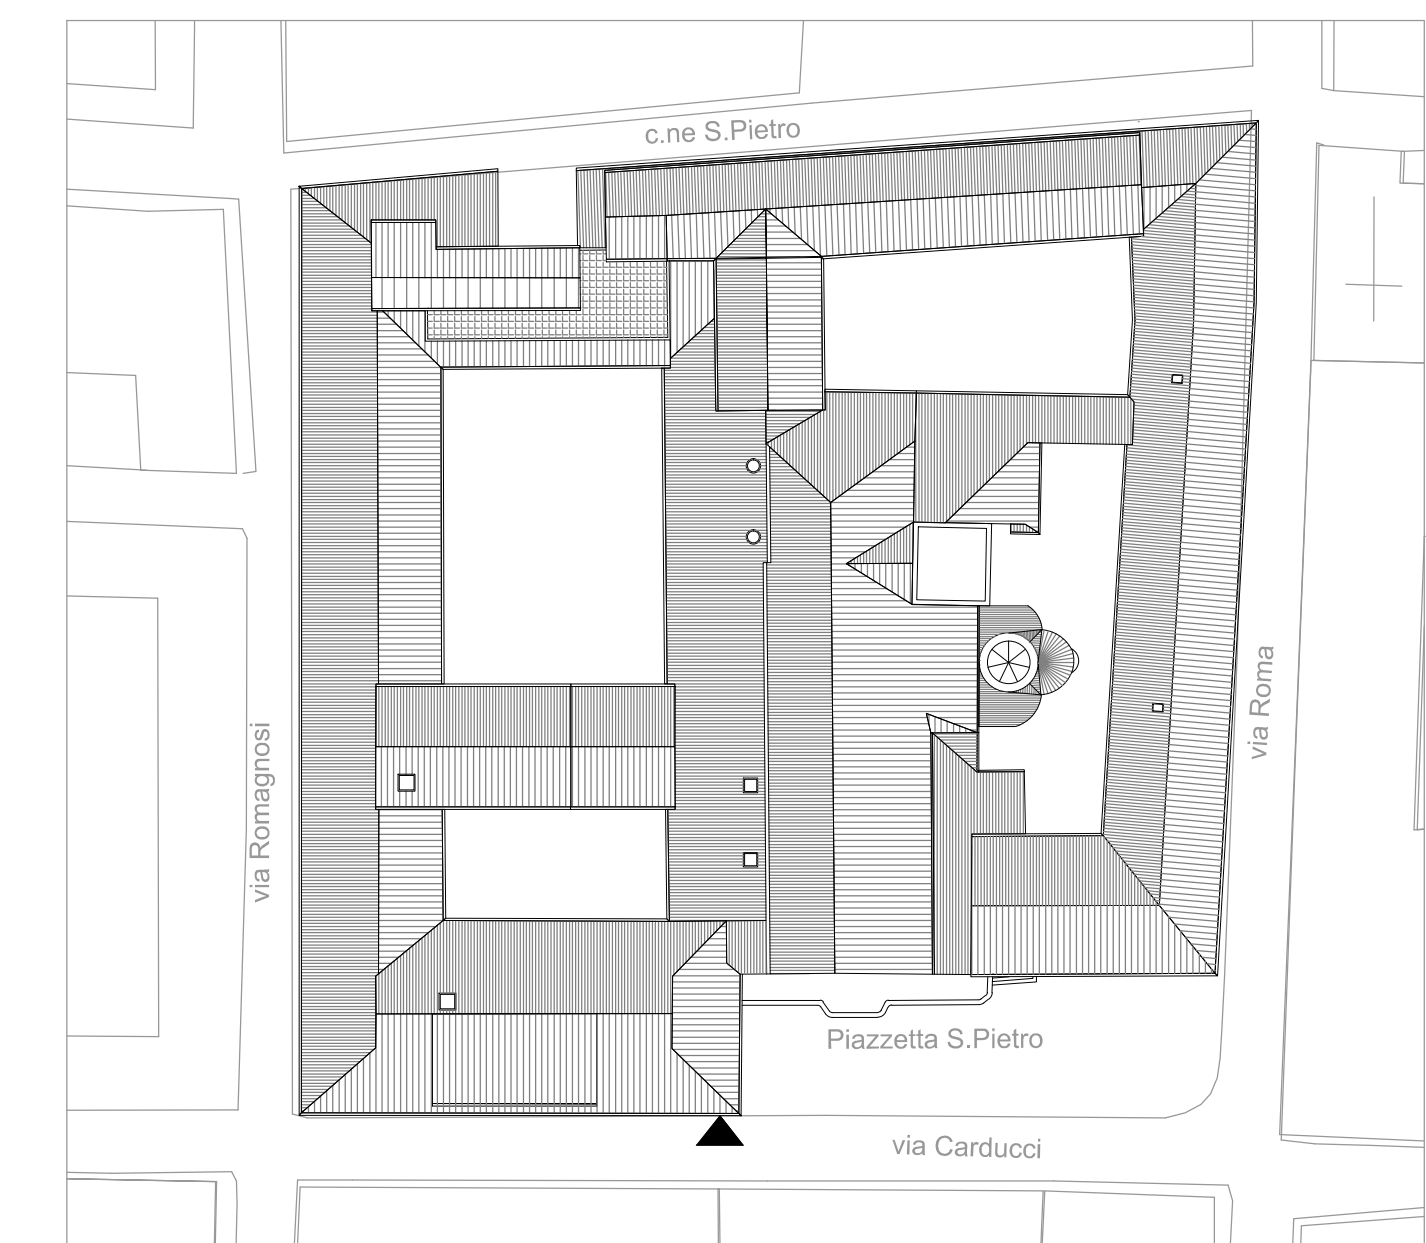 c.ne S.Pietro
via Romagnosi
via Roma
Piazzetta S.Pietro
via Carducci